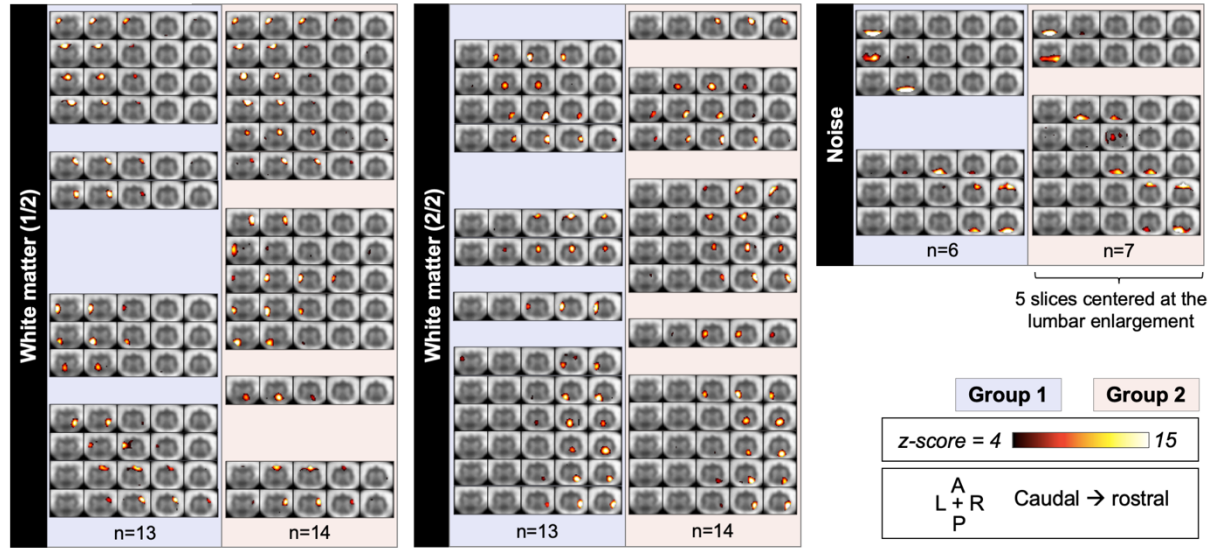 White matter (1/2)
n=13
n=14
White matter (2/2)
n=13
n=14
Noise
n=6
n=7
5 slices centered at the
lumbar enlargement
Group 1
Group 2
z-score = 4
15
A
L + R
P
Caudal → rostral